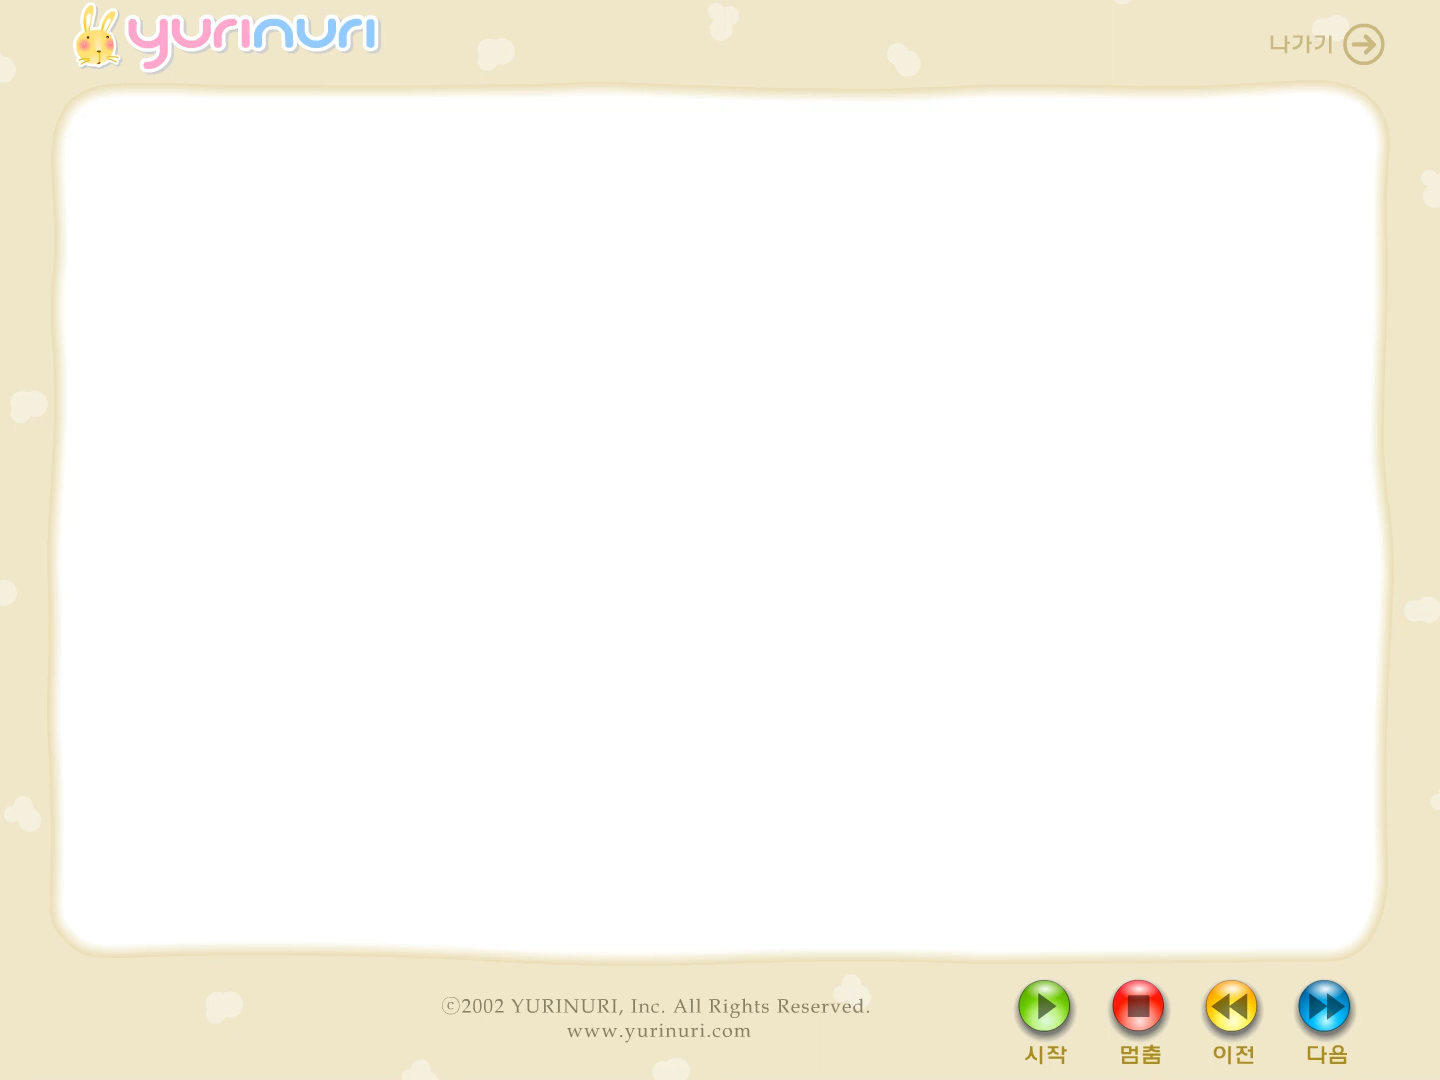 yurinuri
나가기
©2002 YURINURI, Inc. All Rights Reserved.
www.yurinuri.com
시작 멈춤 이전 다음